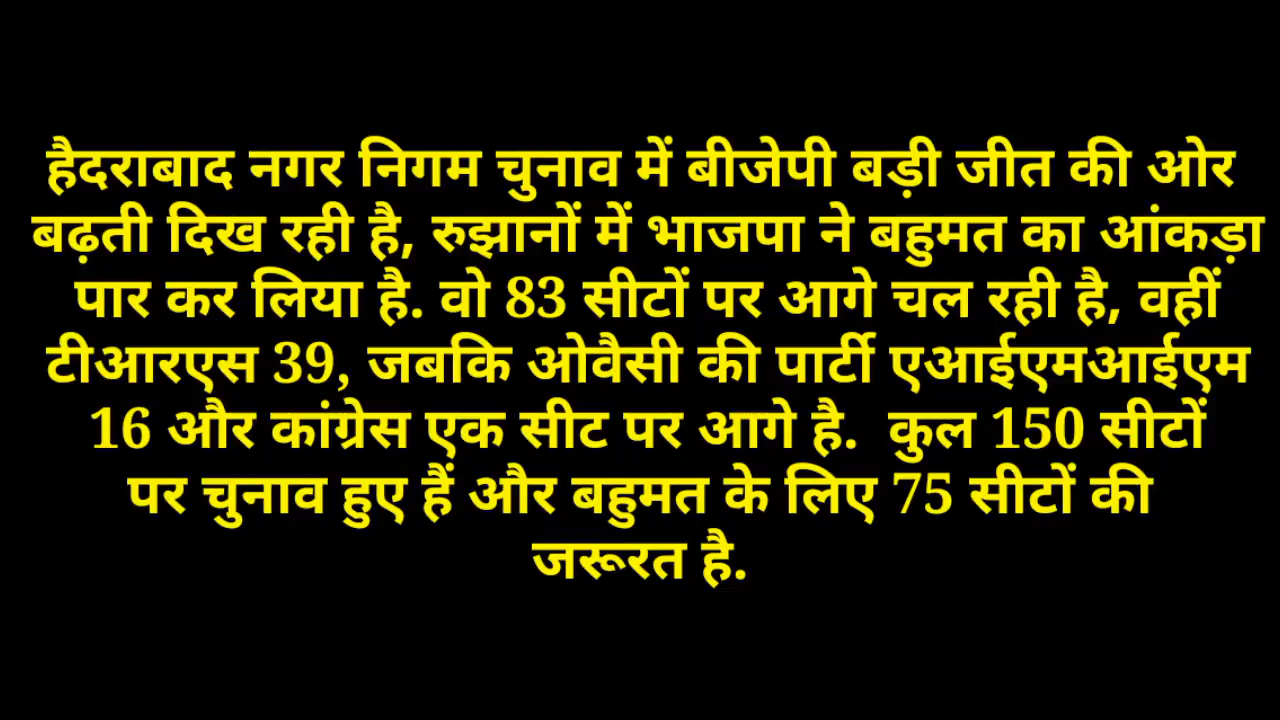 हैदराबाद नगर निगम चुनाव में बीजेपी बड़ी जीत की ओर
बढ़ती दिख रही है, रुझानों में भाजपा ने बहुमत का आंकड़ा
पार कर लिया है. वो 83 सीटों पर आगे चल रही है, वहीं
टीआरएस 39, जबकि ओवैसी की पार्टी एआईएमआईएम
16 और कांग्रेस एक सीट पर आगे है.  कुल 150 सीटों
पर चुनाव हुए हैं और बहुमत के लिए 75 सीटों की
जरूरत है.